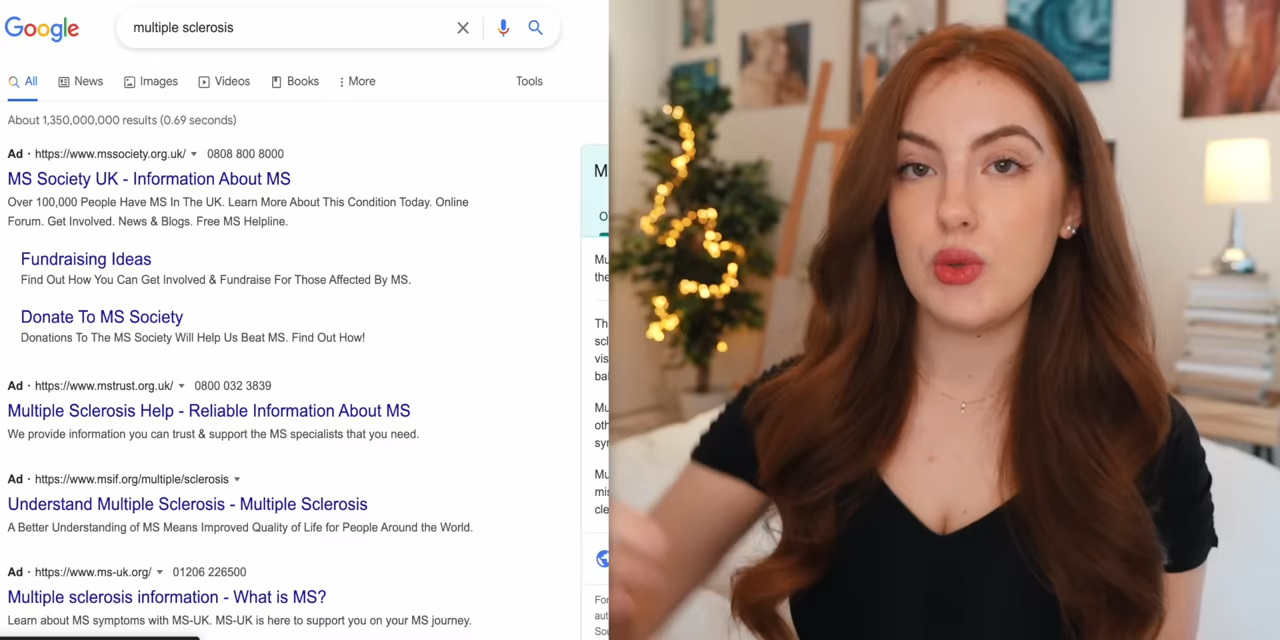 Google
multiple sclerosis
All News Images Videos Books More Tools
About 1,350,000,000 results (0.69 seconds)
Ad · https://www.mssociety.org.uk/ 0808 800 8000
MS Society UK - Information About MS
Over 100,000 People Have MS In The UK. Learn More About This Condition Today. Online
Forum. Get Involved. News & Blogs. Free MS Helpline.
Fundraising Ideas
Find Out How You Can Get Involved & Fundraise For Those Affected By MS.
Donate To MS Society
Donations To The MS Society Will Help Us Beat MS. Find Out How!
Ad · https://www.mstrust.org.uk/ 0800 032 3839
Multiple Sclerosis Help - Reliable Information About MS
We provide information you can trust & support the MS specialists that you need.
Ad · https://www.msif.org/multiple/sclerosis
Understand Multiple Sclerosis - Multiple Sclerosis
A Better Understanding of MS Means Improved Quality of Life for People Around the World.
Ad · https://www.ms-uk.org/ 01206 226500
Multiple sclerosis information - What is MS?
Learn about MS symptoms with MS-UK. MS-UK is here to support you on your MS journey.